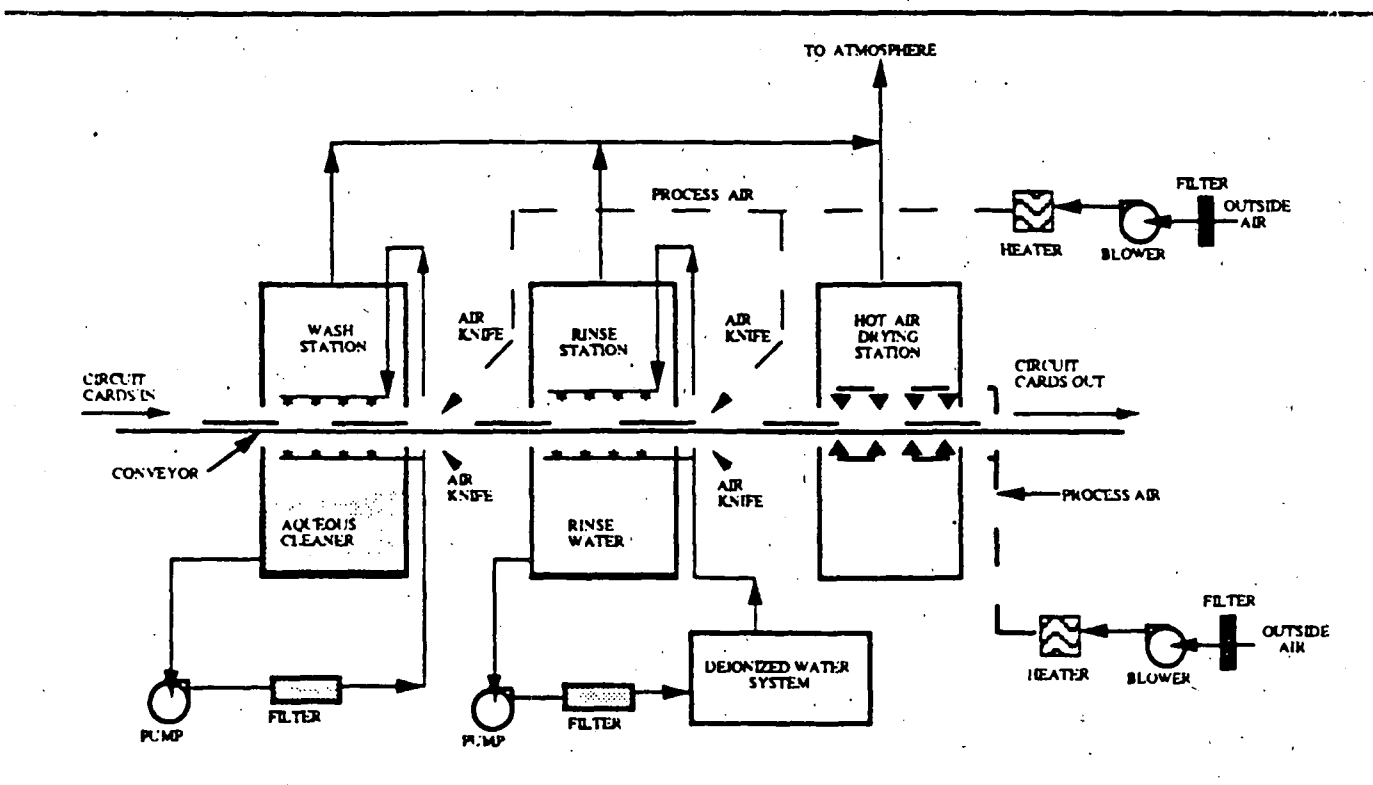 TO ATMOSPHERE
PROCESS AIR
FILTER
OUTSIDE
AIR
HEATER
BLOWER
WASH
STATION
AIR
KNIFE
RINSE
STATION
AIR
KNIFE
HOT AIR
DRYING
STATION
CIRCUIT
CARDS IN
CIRCUIT
CARDS OUT
CONVEYOR
AIR
KNIFE
AIR
KNIFE
PROCESS AIR
AQUEOUS
CLEANER
RINSE
WATER
FILTER
OUTSIDE
AIR
HEATER
BLOWER
DEIONIZED WATER
SYSTEM
PUMP
FILTER
PUMP
FILTER